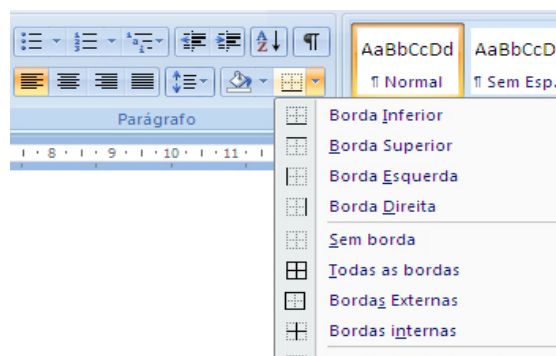 AaBbCcDd AaBbCcD
¶ Normal ¶ Sem Esp.
Parágrafo
8 9 10 11
Borda Inferior
Borda Superior
Borda Esquerda
Borda Direita
Sem borda
Todas as bordas
Bordas Externas
Bordas internas